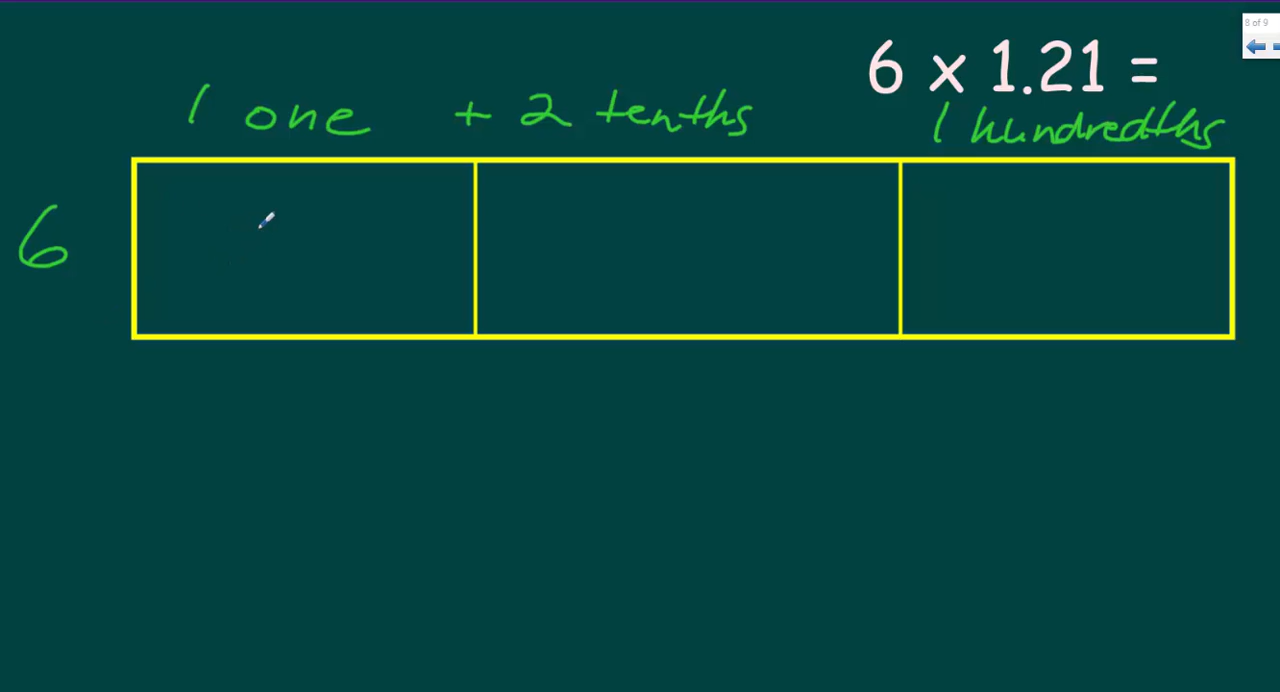 8 of 9
6 x 1.21 =
1 one + 2 tenths 1 hundredths
6